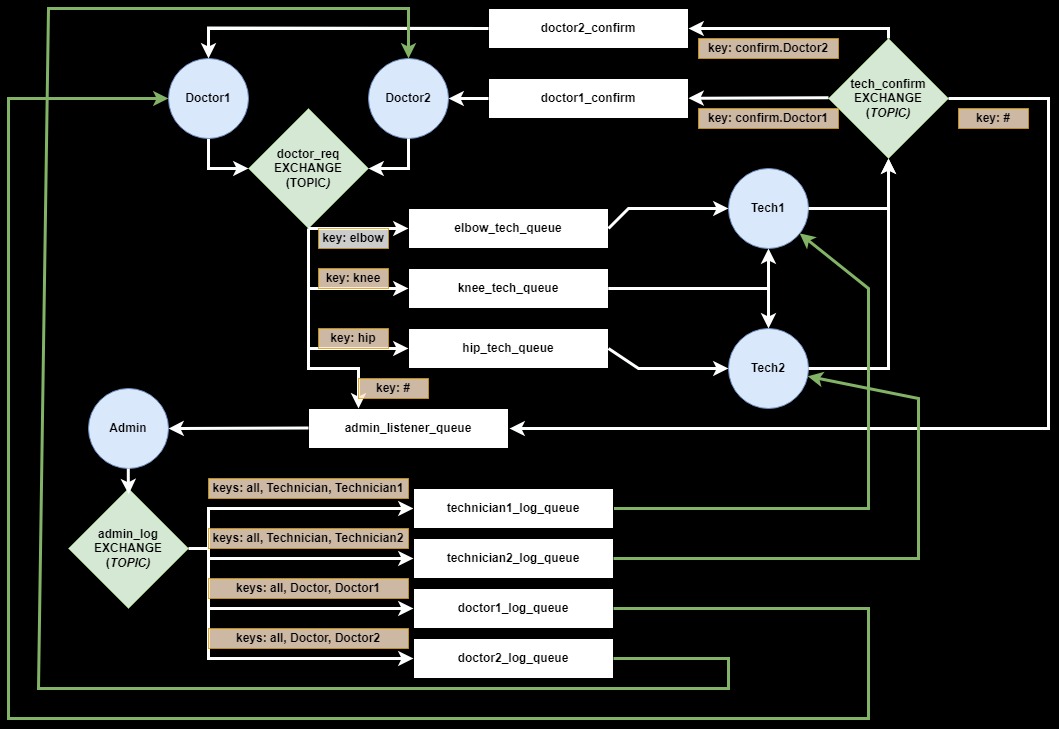 doctor2_confirm
key: confirm.Doctor2
Doctor1
Doctor2
doctor1_confirm
key: confirm.Doctor1
tech_confirm
EXCHANGE
(TOPIC)
key: #
doctor_req
EXCHANGE
(TOPIC)
key: elbow
elbow_tech_queue
Tech1
key: knee
knee_tech_queue
key: hip
hip_tech_queue
Tech2
key: #
Admin
admin_listener_queue
admin_log
EXCHANGE
(TOPIC)
keys: all, Technician, Technician1
technician1_log_queue
keys: all, Technician, Technician2
technician2_log_queue
keys: all, Doctor, Doctor1
doctor1_log_queue
keys: all, Doctor, Doctor2
doctor2_log_queue